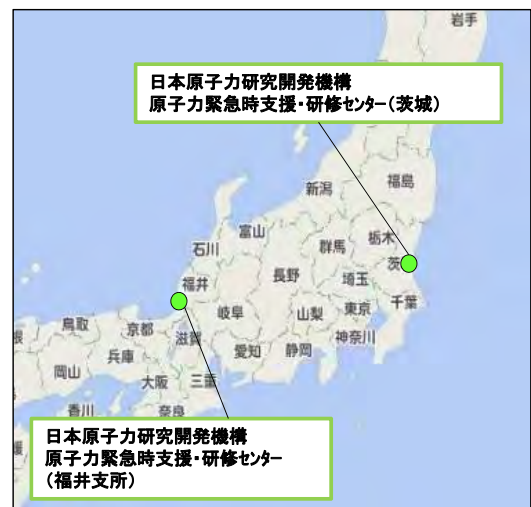 岩手
日本原子力研究開発機構
原子力緊急時支援・研修センター(茨城)
新潟
福島
富山
石川
群馬
栃木
福井
長野
埼玉
茨
岐阜
山梨
東京
千葉
鳥取
京都
滋賀
神奈川
岡山
兵庫
愛知
静岡
大阪
三重
香川
奈良
日本原子力研究開発機構
原子力緊急時支援・研修センター
(福井支所)